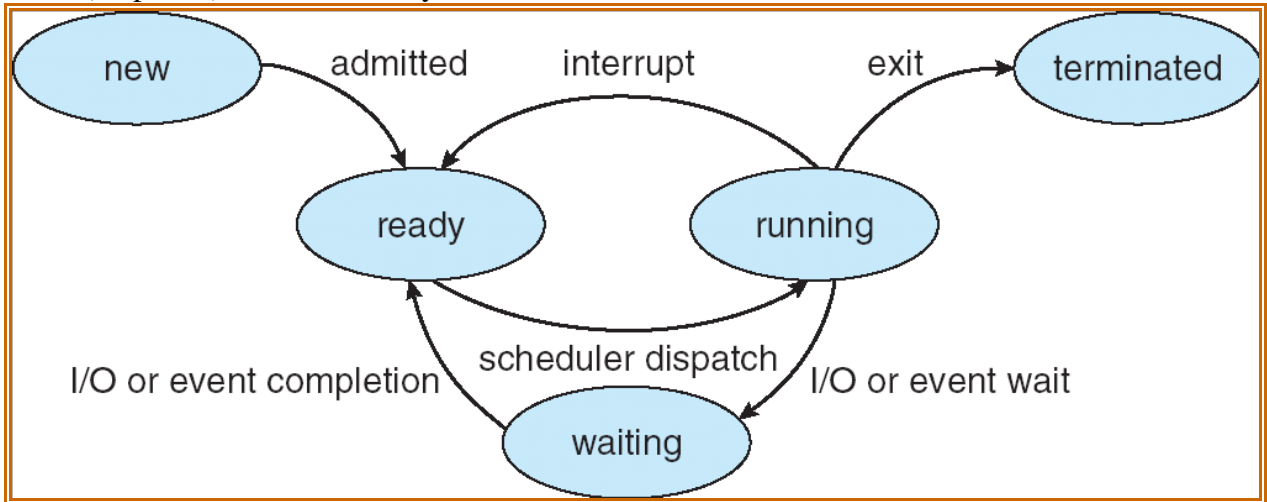 new
admitted
interrupt
exit
terminated
ready
running
scheduler dispatch
I/O or event completion
I/O or event wait
waiting